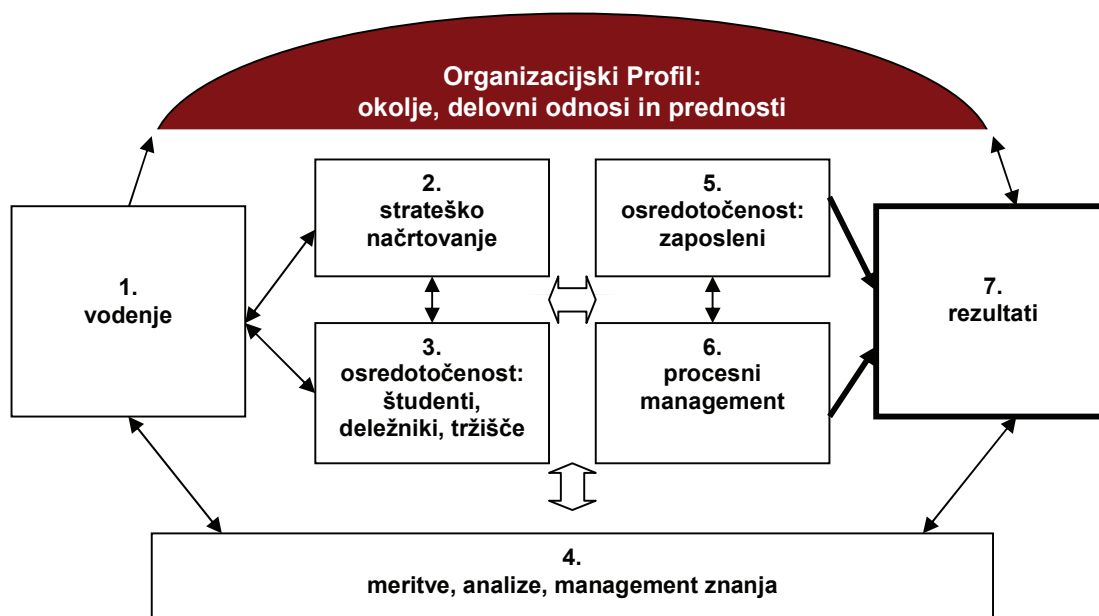 Organizacijski Profil:
okolje, delovni odnosi in prednosti
1.
vodenje
2.
strateško
načrtovanje
3.
osredotočenost:
študenti,
deležniki, tržišče
5.
osredotočenost:
zaposleni
6.
procesni
management
7.
rezultati
4.
meritve, analize, management znanja